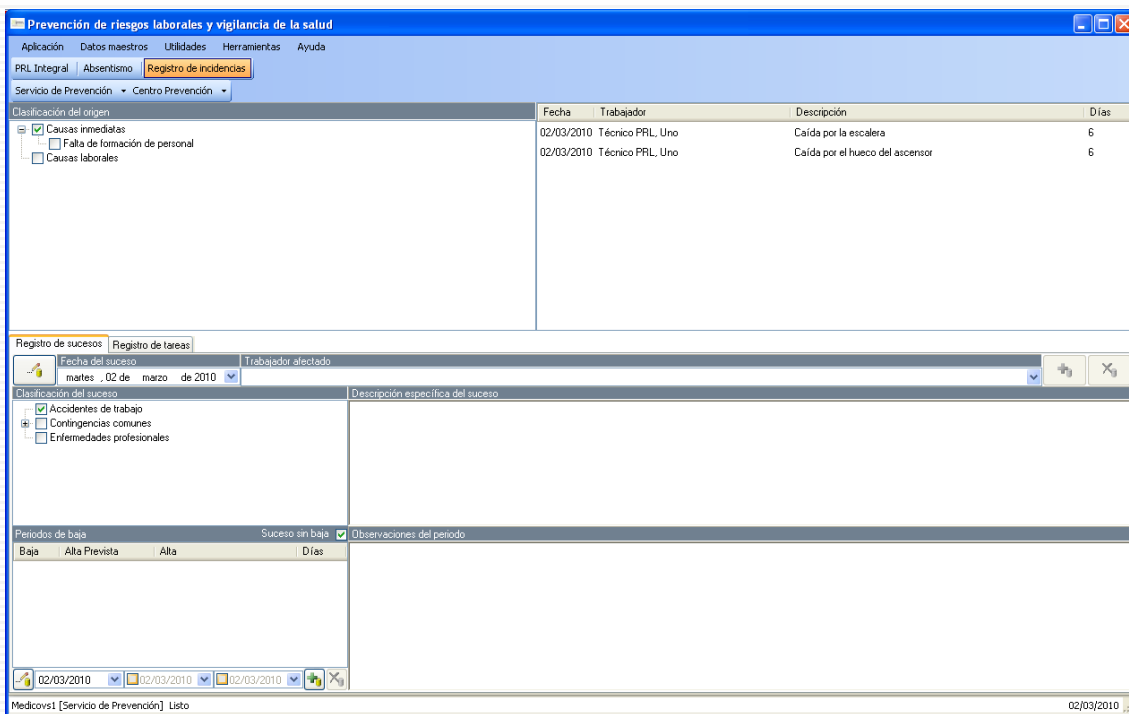 Prevención de riesgos laborales y vigilancia de la salud
Aplicación Datos maestros Utilidades Herramientas Ayuda
PRL Integral Absentismo Registro de incidencias
Servicio de Prevención Centro Prevención
Clasificación del origen
Causas inmediatas
Falta de formación de personal
Causas laborales
Fecha Trabajador Descripción Días
02/03/2010 Técnico PRL, Uno Caída por la escalera 6
02/03/2010 Técnico PRL, Uno Caída por el hueco del ascensor 6
Registro de sucesos Registro de tareas
Fecha del suceso Trabajador afectado
martes , 02 de marzo de 2010
Clasificación del suceso Descripción específica del suceso
Accidentes de trabajo
Contingencias comunes
Enfermedades profesionales
Periodos de baja Suceso sin baja Observaciones del periodo
Baja Alta Prevista Alta Días
02/03/2010 02/03/2010 02/03/2010
Medicovs1 [Servicio de Prevención] Listo 02/03/2010